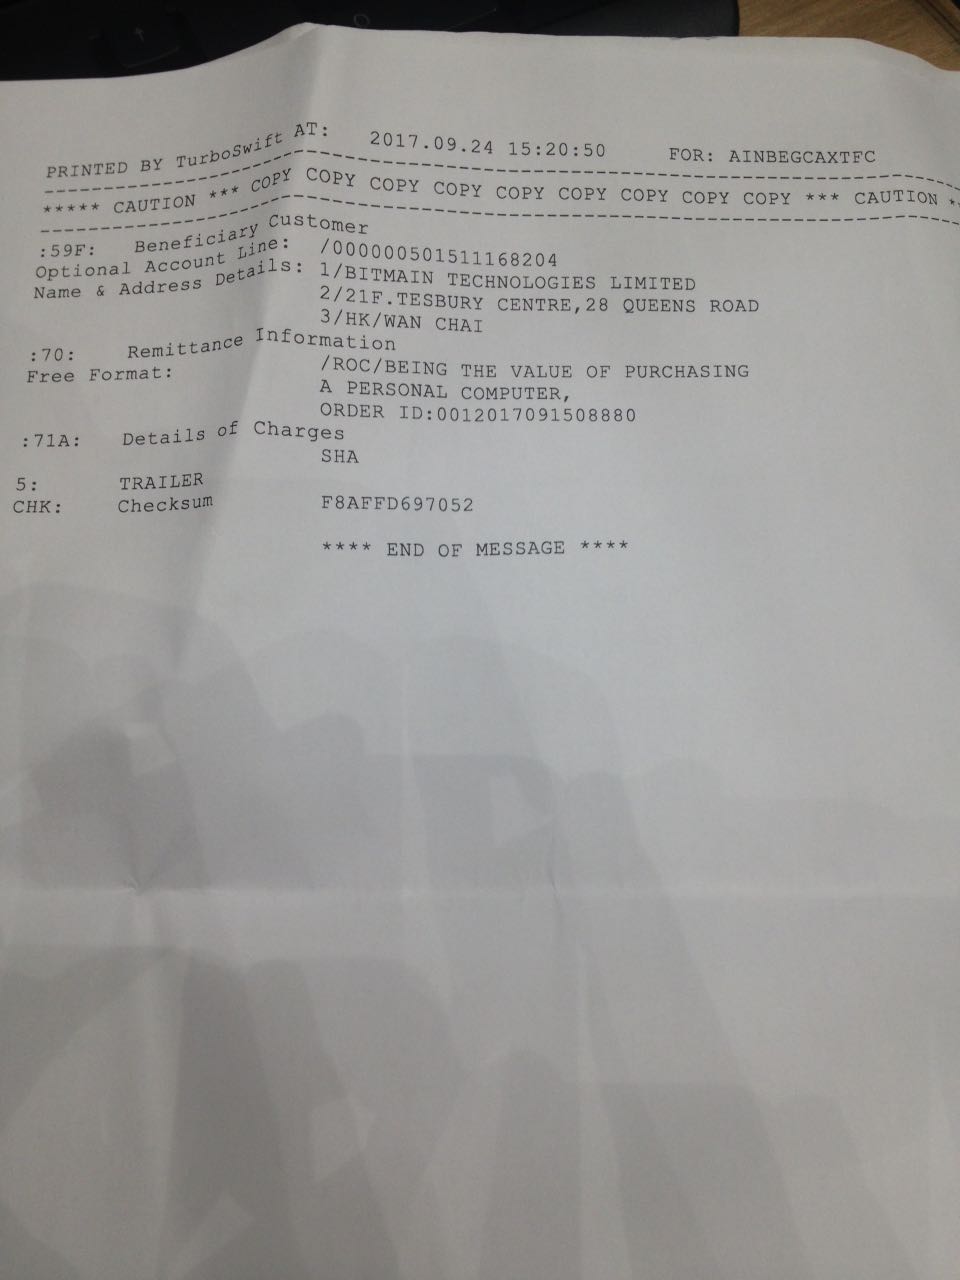 PRINTED BY TurboSwift AT: 2017.09.24 15:20:50 FOR: AINBEGCAXTFC
--------------------------------------------------
***** CAUTION *** COPY COPY COPY COPY COPY COPY COPY COPY COPY *** CAUTION *
--------------------------------------------------
:59F: Beneficiary Customer
Optional Account Line: /000000501511168204
Name & Address Details: 1/BITMAIN TECHNOLOGIES LIMITED
2/21F.TESBURY CENTRE,28 QUEENS ROAD
3/HK/WAN CHAI
:70: Remittance Information
Free Format: /ROC/BEING THE VALUE OF PURCHASING
A PERSONAL COMPUTER,
ORDER ID:0012017091508880
:71A: Details of Charges
SHA
5: TRAILER
CHK: Checksum F8AFFD697052
**** END OF MESSAGE ****